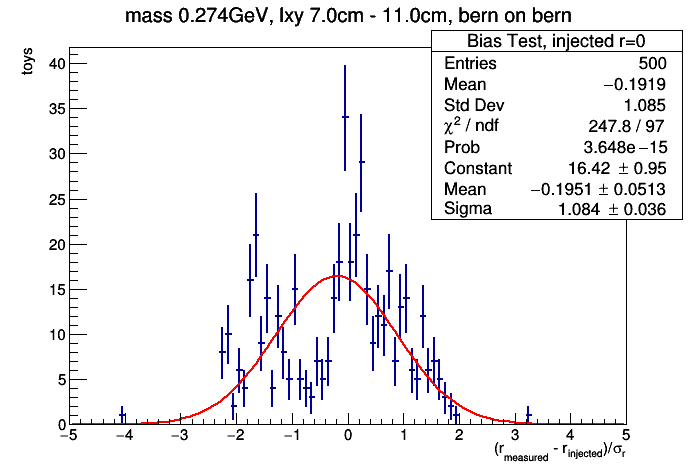 mass 0.274GeV, lxy 7.0cm - 11.0cm, bern on bern
Bias Test, injected r=0
Entries 500
Mean −0.1919
Std Dev 1.085
χ² / ndf 247.8 / 97
Prob 3.648e−15
Constant 16.42 ± 0.95
Mean −0.1951 ± 0.0513
Sigma 1.084 ± 0.036
toys
40
35
30
25
20
15
10
5
0
−5 −4 −3 −2 −1 0 1 2 3 4 5
(r_measured - r_injected)/σ_r